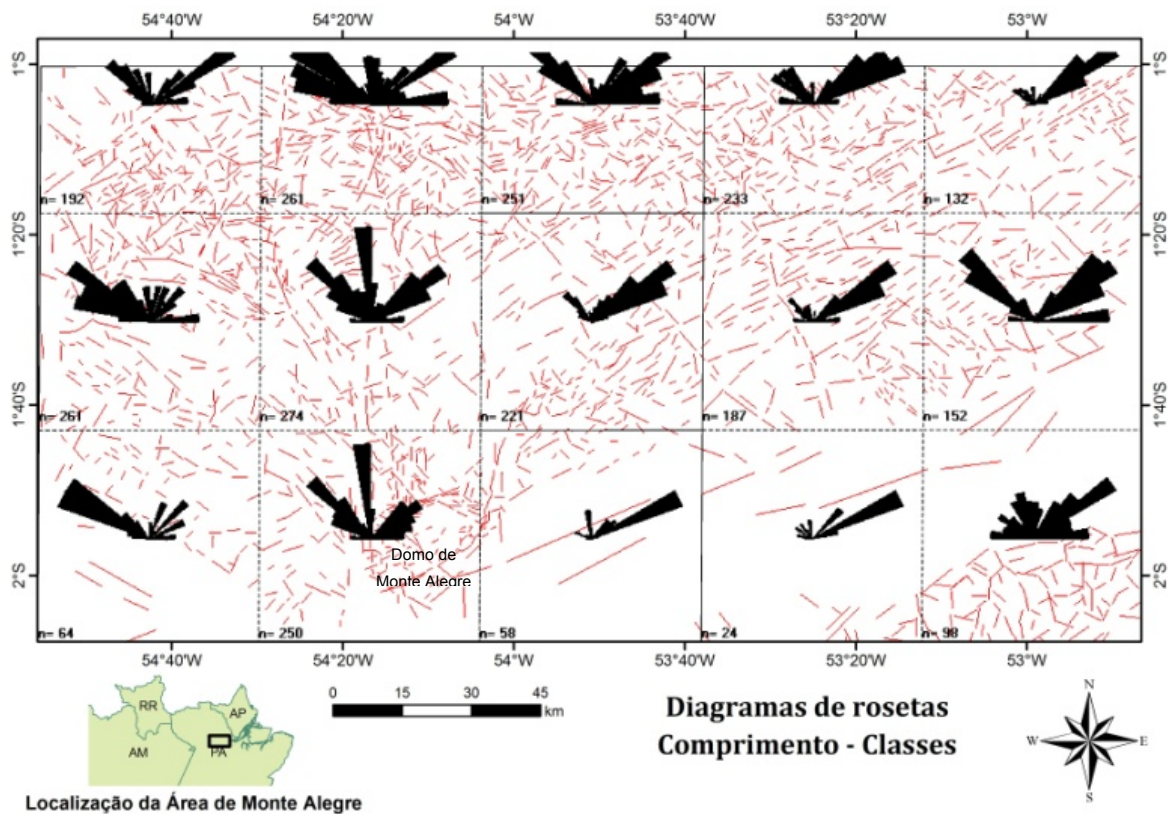 54°40'W 54°20'W 54°W 53°40'W 53°20'W 53°W
1°S 1°S
n= 192 n= 261 n= 251 n= 233 n= 132
1°20'S 1°20'S
n= 261 n= 274 n= 221 n= 187 n= 152
1°40'S 1°40'S
Domo de
Monte Alegre
2°S 2°S
n= 64 n= 250 n= 58 n= 24 n= 98
54°40'W 54°20'W 54°W 53°40'W 53°20'W 53°W
RR AP
AM PA
Localização da Área de Monte Alegre
0 15 30 45
km
Diagramas de rosetas
Comprimento - Classes
N
W E
S